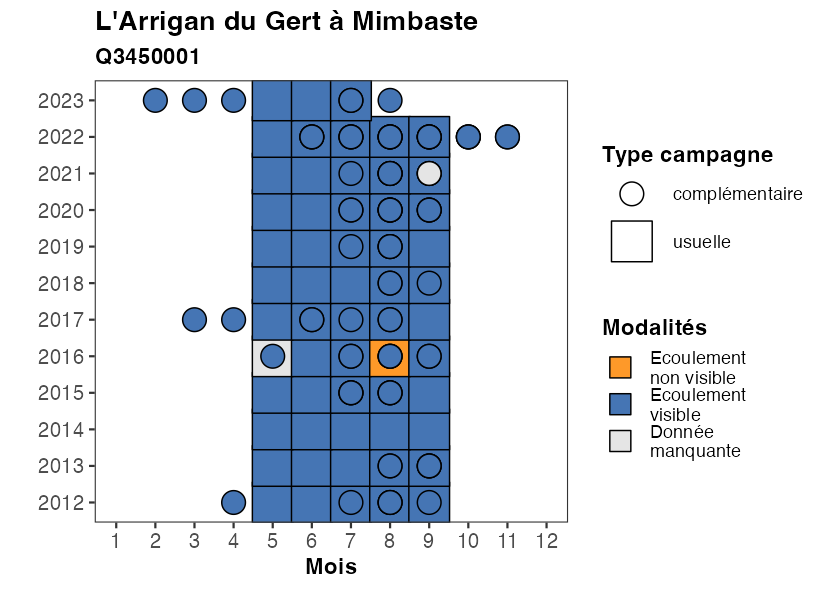 L'Arrigan du Gert à Mimbaste
Q3450001
2023
2022
2021
2020
2019
2018
2017
2016
2015
2014
2013
2012
1 2 3 4 5 6 7 8 9 10 11 12
Mois
Type campagne
complémentaire
usuelle
Modalités
Ecoulement
non visible
Ecoulement
visible
Donnée
manquante